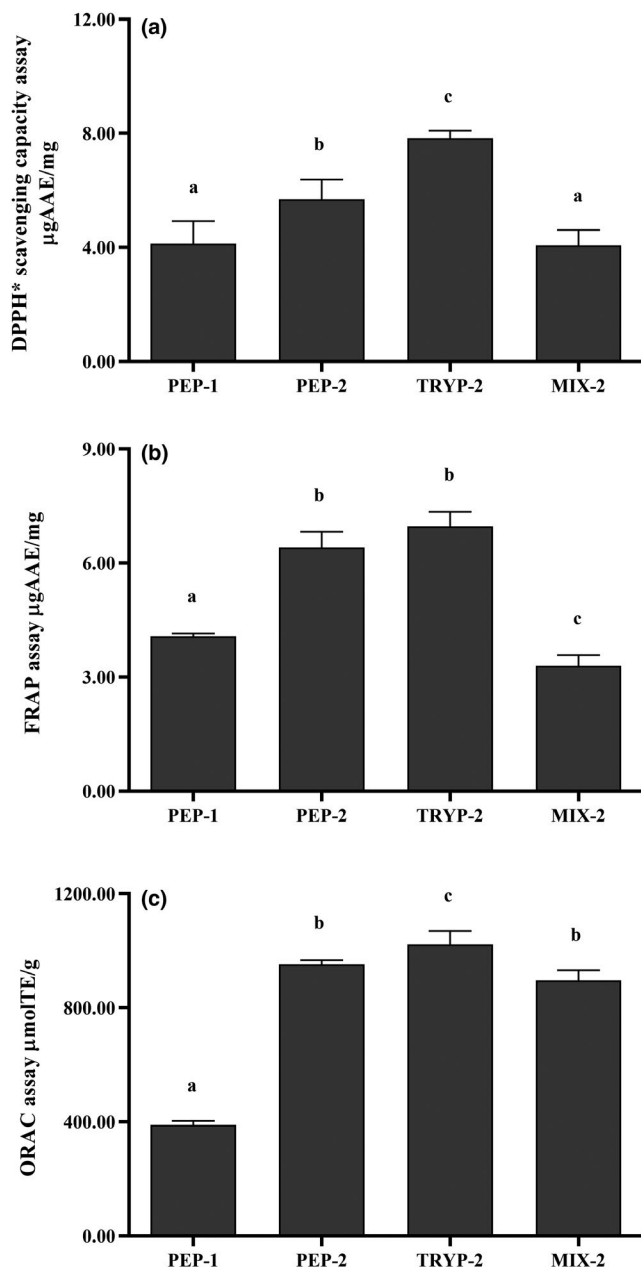 (a)
DPPH* scavenging capacity assay
µgAAE/mg
12.00
8.00
4.00
0.00
a
b
c
a
PEP-1 PEP-2 TRYP-2 MIX-2
(b)
FRAP assay µgAAE/mg
9.00
6.00
3.00
0.00
a
b
b
c
PEP-1 PEP-2 TRYP-2 MIX-2
(c)
ORAC assay µmolTE/g
1200.00
800.00
400.00
0.00
a
b
c
b
PEP-1 PEP-2 TRYP-2 MIX-2